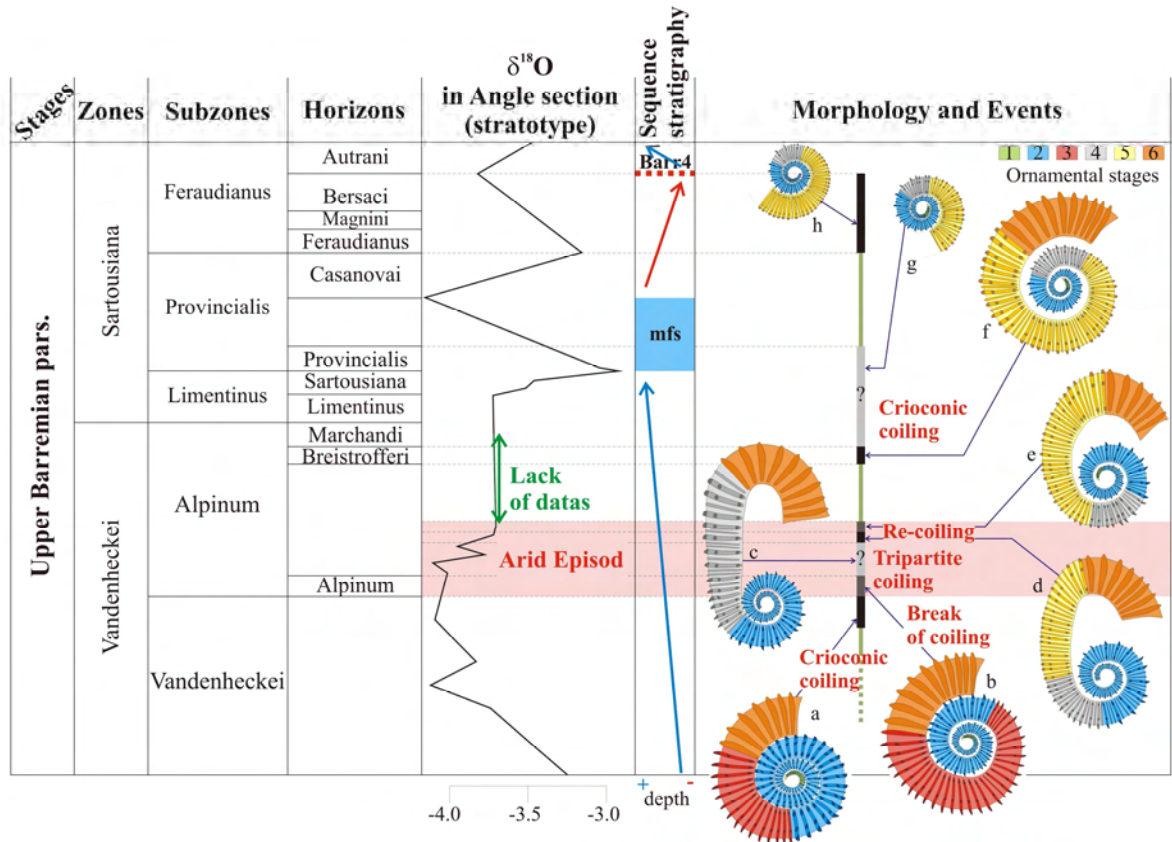 Stages
Zones
Subzones
Horizons
δ¹⁸O
in Angle section
(stratotype)
Sequence
stratigraphy
Morphology and Events
1 2 3 4 5 6
Ornamental stages
Upper Barremian pars.
Sartousiana
Vandenheckei
Feraudianus
Provincialis
Limentinus
Alpinum
Vandenheckei
Autrani
Bersaci
Magnini
Feraudianus
Casanovai
Provincialis
Sartousiana
Limentinus
Marchandi
Breistrofferi
Alpinum
Lack
of datas
Arid Episod
-4.0
-3.5
-3.0
Barr4
mfs
+ -
depth
h
g
f
?
Crioconic
coiling
e
Re-coiling
c
?
Tripartite
coiling
d
Break
of coiling
Crioconic
coiling
a
b